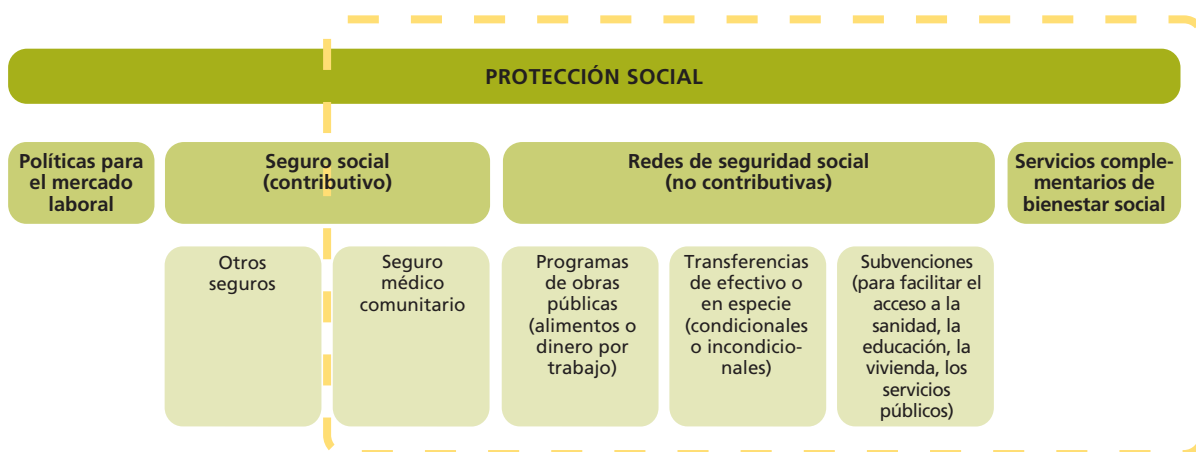 PROTECCIÓN SOCIAL
Políticas para
el mercado
laboral
Seguro social
(contributivo)
Redes de seguridad social
(no contributivas)
Servicios comple-
mentarios de
bienestar social
Otros
seguros
Seguro
médico
comunitario
Programas
de obras
públicas
(alimentos o
dinero por
trabajo)
Transferencias
de efectivo o
en especie
(condicionales
o incondicio-
nales)
Subvenciones
(para facilitar el
acceso a la
sanidad, la
educación, la
vivienda, los
servicios
públicos)